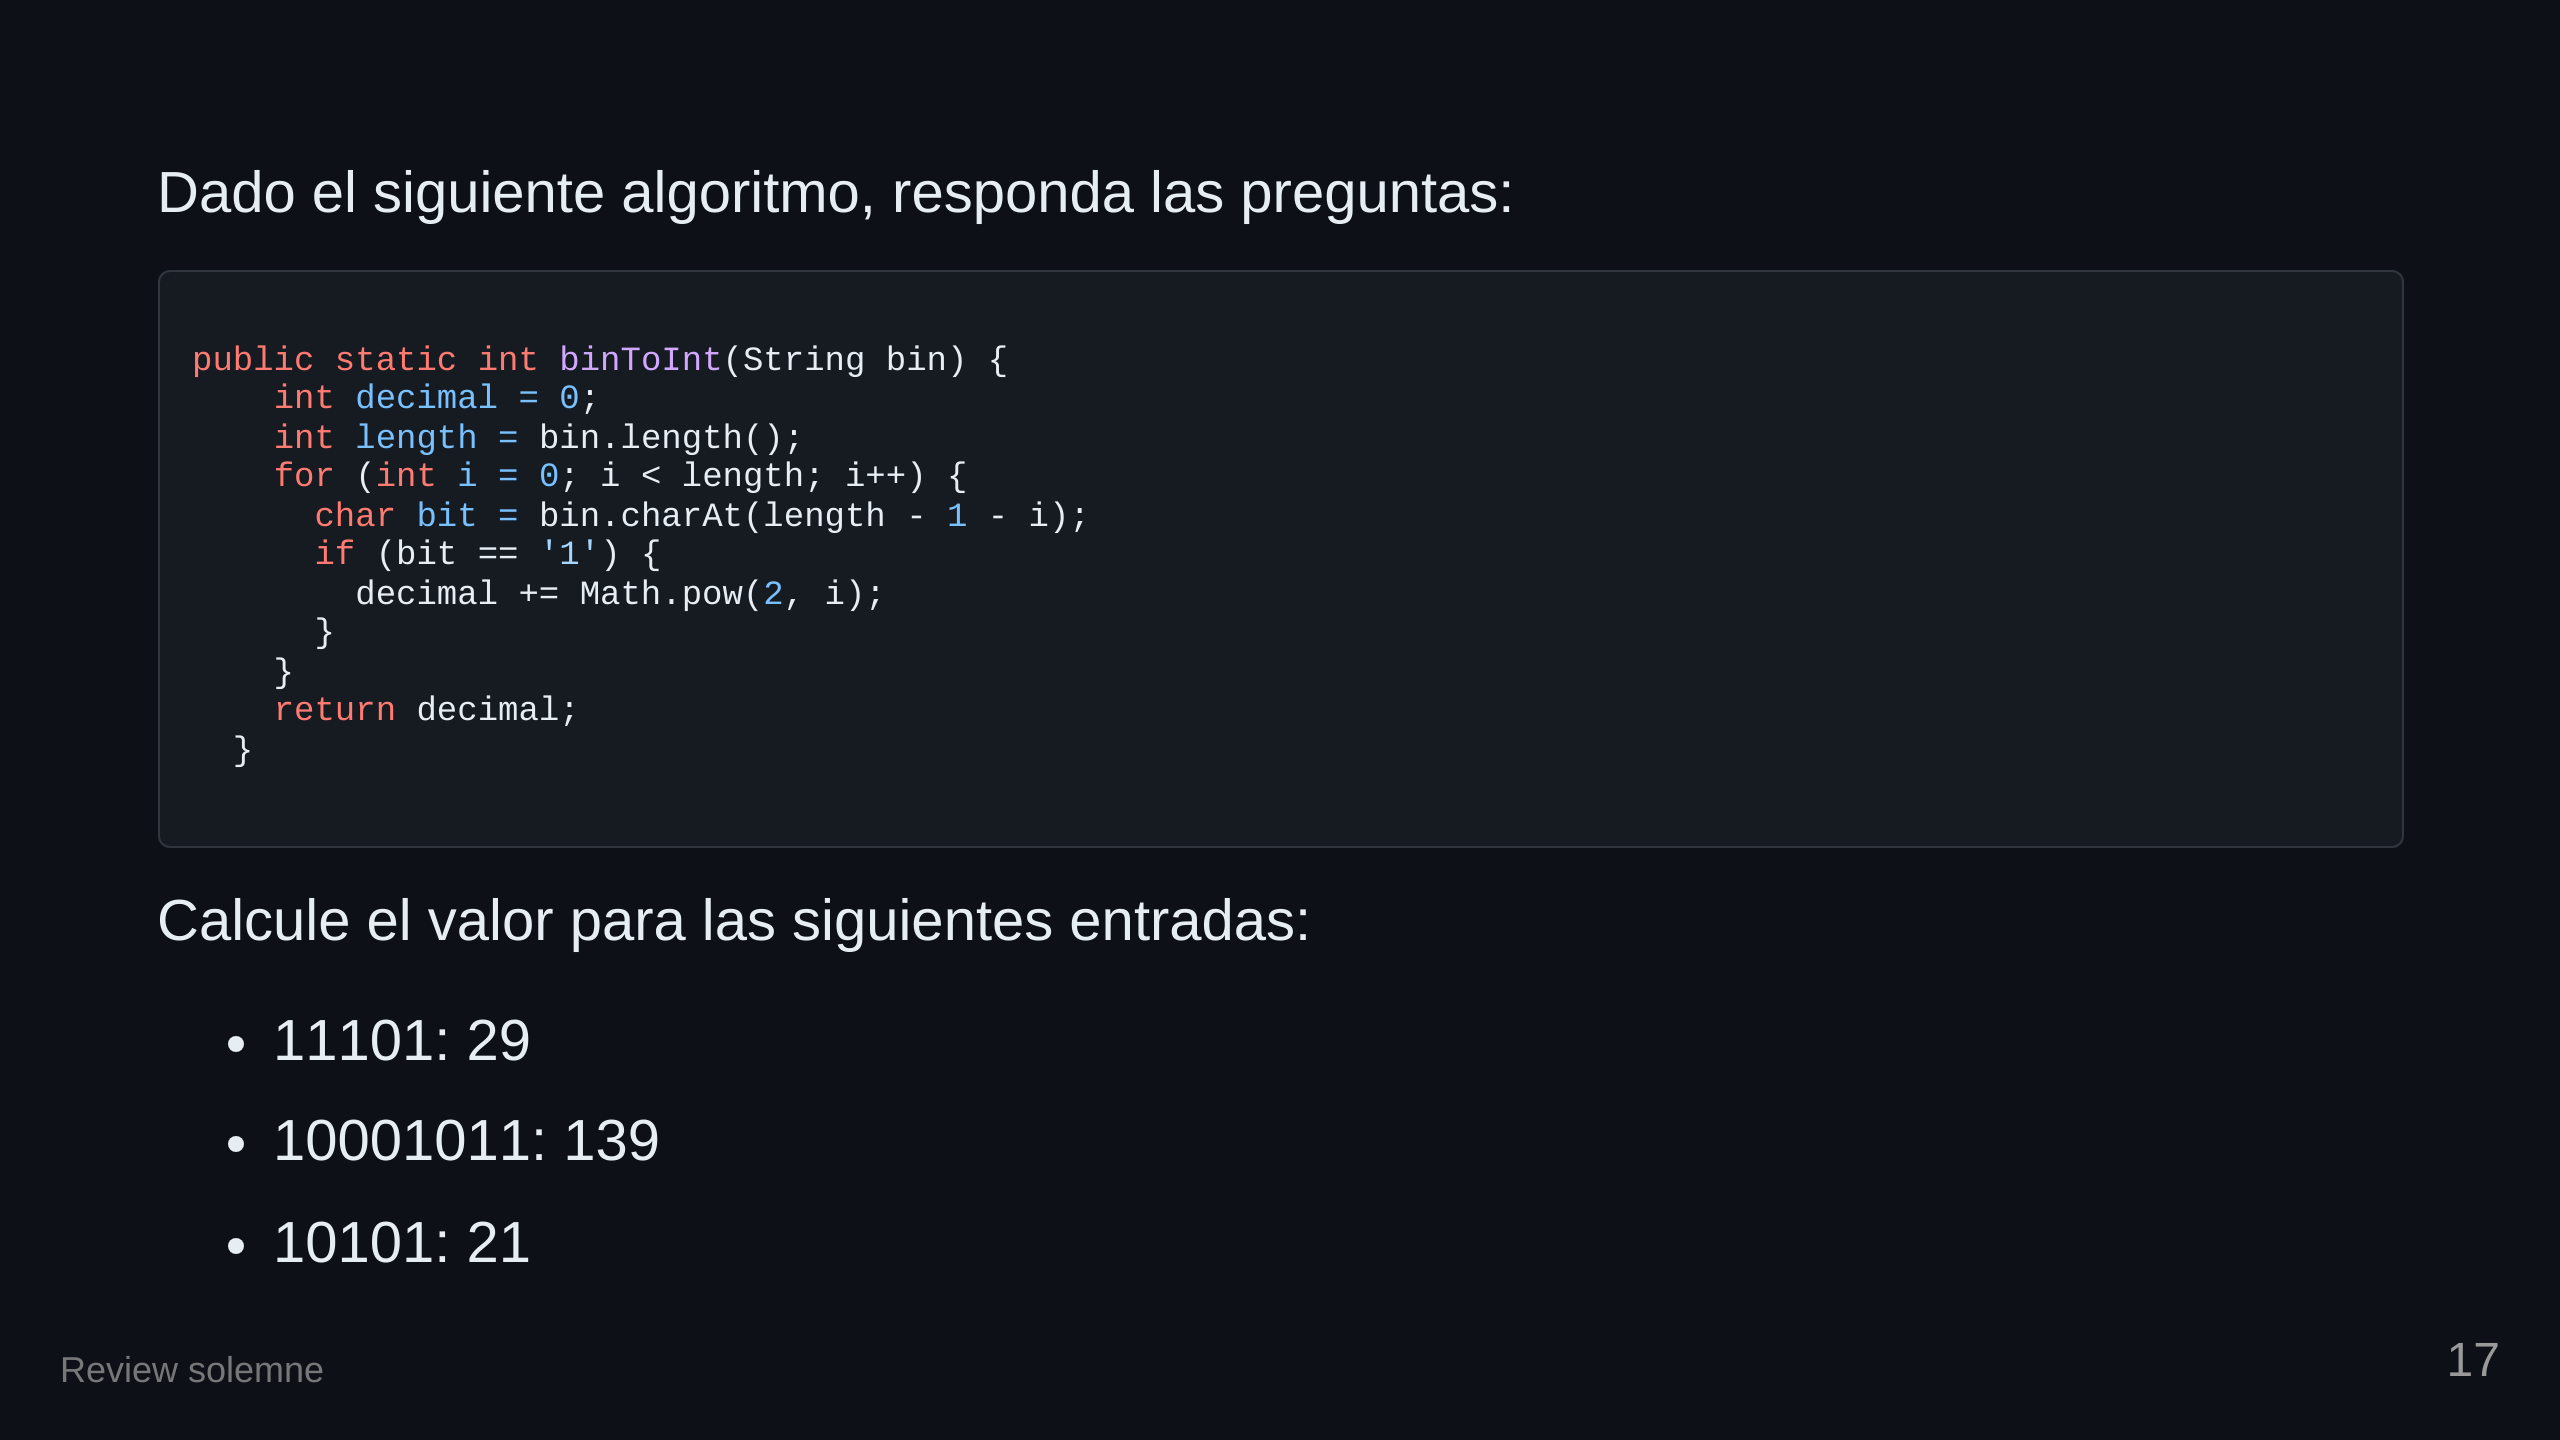 Dado el siguiente algoritmo, responda las preguntas:
public static int binToInt(String bin) {
    int decimal = 0;
    int length = bin.length();
    for (int i = 0; i < length; i++) {
      char bit = bin.charAt(length - 1 - i);
      if (bit == '1') {
        decimal += Math.pow(2, i);
      }
    }
    return decimal;
  }
Calcule el valor para las siguientes entradas:
• 11101: 29
• 10001011: 139
• 10101: 21
Review solemne
17